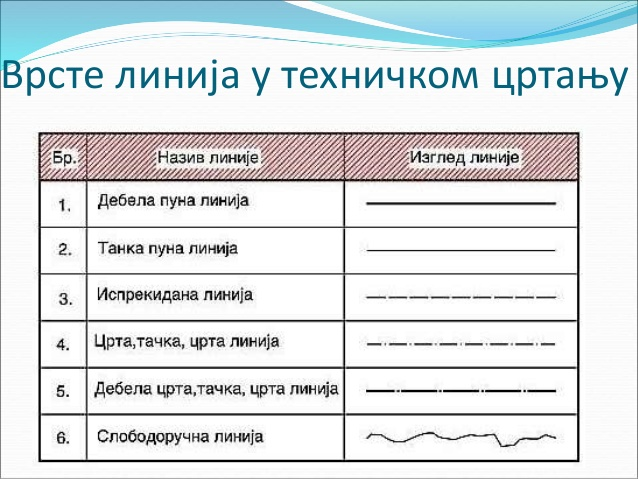 Врсте линија у техничком цртању
Бр. Назив линије Изглед линије
1. Дебела пуна линија
2. Танка пуна линија
3. Испрекидана линија
4. Црта,тачка, црта линија
5. Дебела црта,тачка, црта линија
6. Слободоручна линија